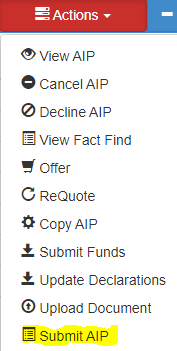 Actions
View AIP
Cancel AIP
Decline AIP
View Fact Find
Offer
ReQuote
Copy AIP
Submit Funds
Update Declarations
Upload Document
Submit AIP